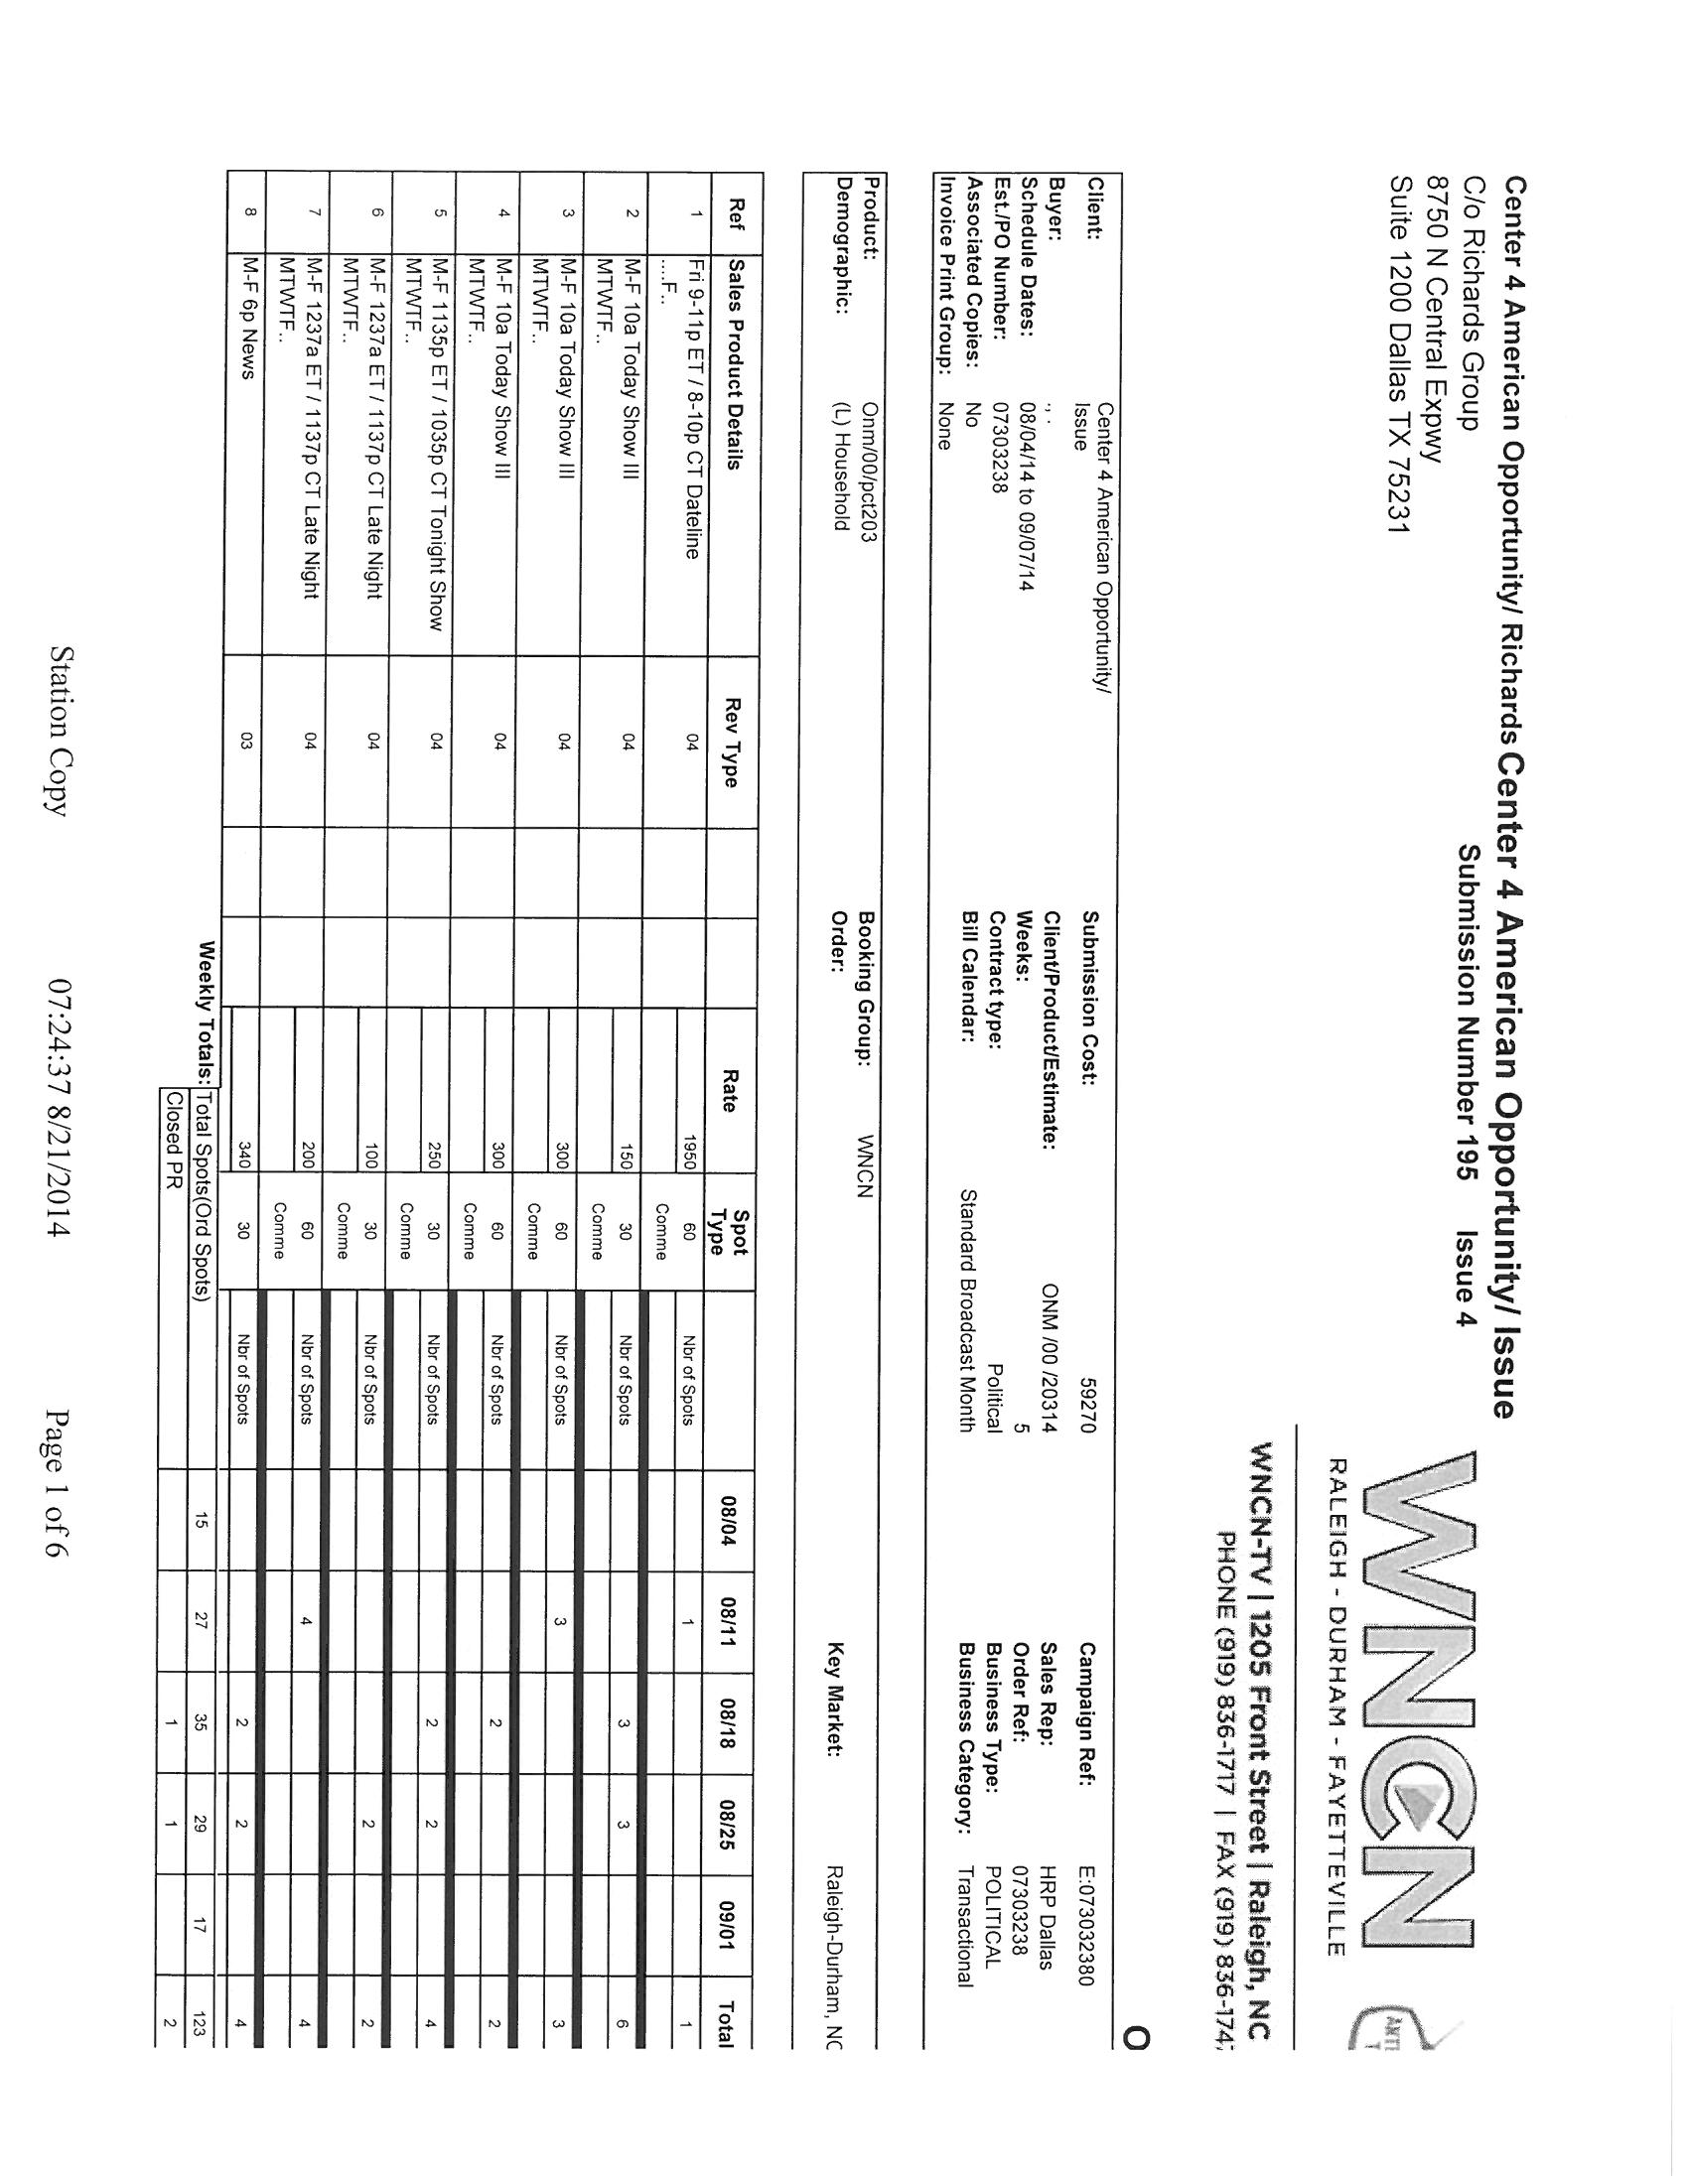 Center 4 American Opportunity/ Richards Center 4 American Opportunity/ Issue
C/o Richards Group
8750 N Central Expwy
Suite 1200 Dallas TX 75231
Submission Number 195 Issue 4
WNCN
RALEIGH - DURHAM - FAYETTEVILLE
WNCN-TV | 1205 Front Street | Raleigh, NC
PHONE (919) 836-1717 | FAX (919) 836-174
O
Client: Center 4 American Opportunity/ Submission Cost: 59270 Campaign Ref: E:073032380
Issue
Buyer: ., . Client/Product/Estimate: ONM /00 /20314 Sales Rep: HRP Dallas
Schedule Dates: 08/04/14 to 09/07/14 Weeks: 5 Order Ref: 07303238
Est./PO Number: 07303238 Contract type: Political Business Type: POLITICAL
Associated Copies: No Bill Calendar: Standard Broadcast Month Business Category: Transactional
Invoice Print Group: None
Product: Onm/00/pct203 Booking Group: WNCN
Demographic: (L) Household Order: Key Market: Raleigh-Durham, NC
Ref Sales Product Details Rev Type Rate Spot Type 08/04 08/11 08/18 08/25 09/01 Total
1 Fri 9-11p ET / 8-10p CT Dateline 04 1950 60 Nbr of Spots 1 1
....F.. Comme
2 M-F 10a Today Show III 04 150 30 Nbr of Spots 3 3 6
MTWTF.. Comme
3 M-F 10a Today Show III 04 300 60 Nbr of Spots 3 3
MTWTF.. Comme
4 M-F 10a Today Show III 04 300 60 Nbr of Spots 2 2
MTWTF.. Comme
5 M-F 1135p ET / 1035p CT Tonight Show 04 250 30 Nbr of Spots 2 2 4
MTWTF.. Comme
6 M-F 1237a ET / 1137p CT Late Night 04 100 30 Nbr of Spots 2 2
MTWTF.. Comme
7 M-F 1237a ET / 1137p CT Late Night 04 200 60 Nbr of Spots 4 4
MTWTF.. Comme
8 M-F 6p News 03 340 30 Nbr of Spots 2 2 4
Weekly Totals: Total Spots(Ord Spots) 15 27 35 29 17 123
Closed PR 1 1 2
Station Copy 07:24:37 8/21/2014 Page 1 of 6